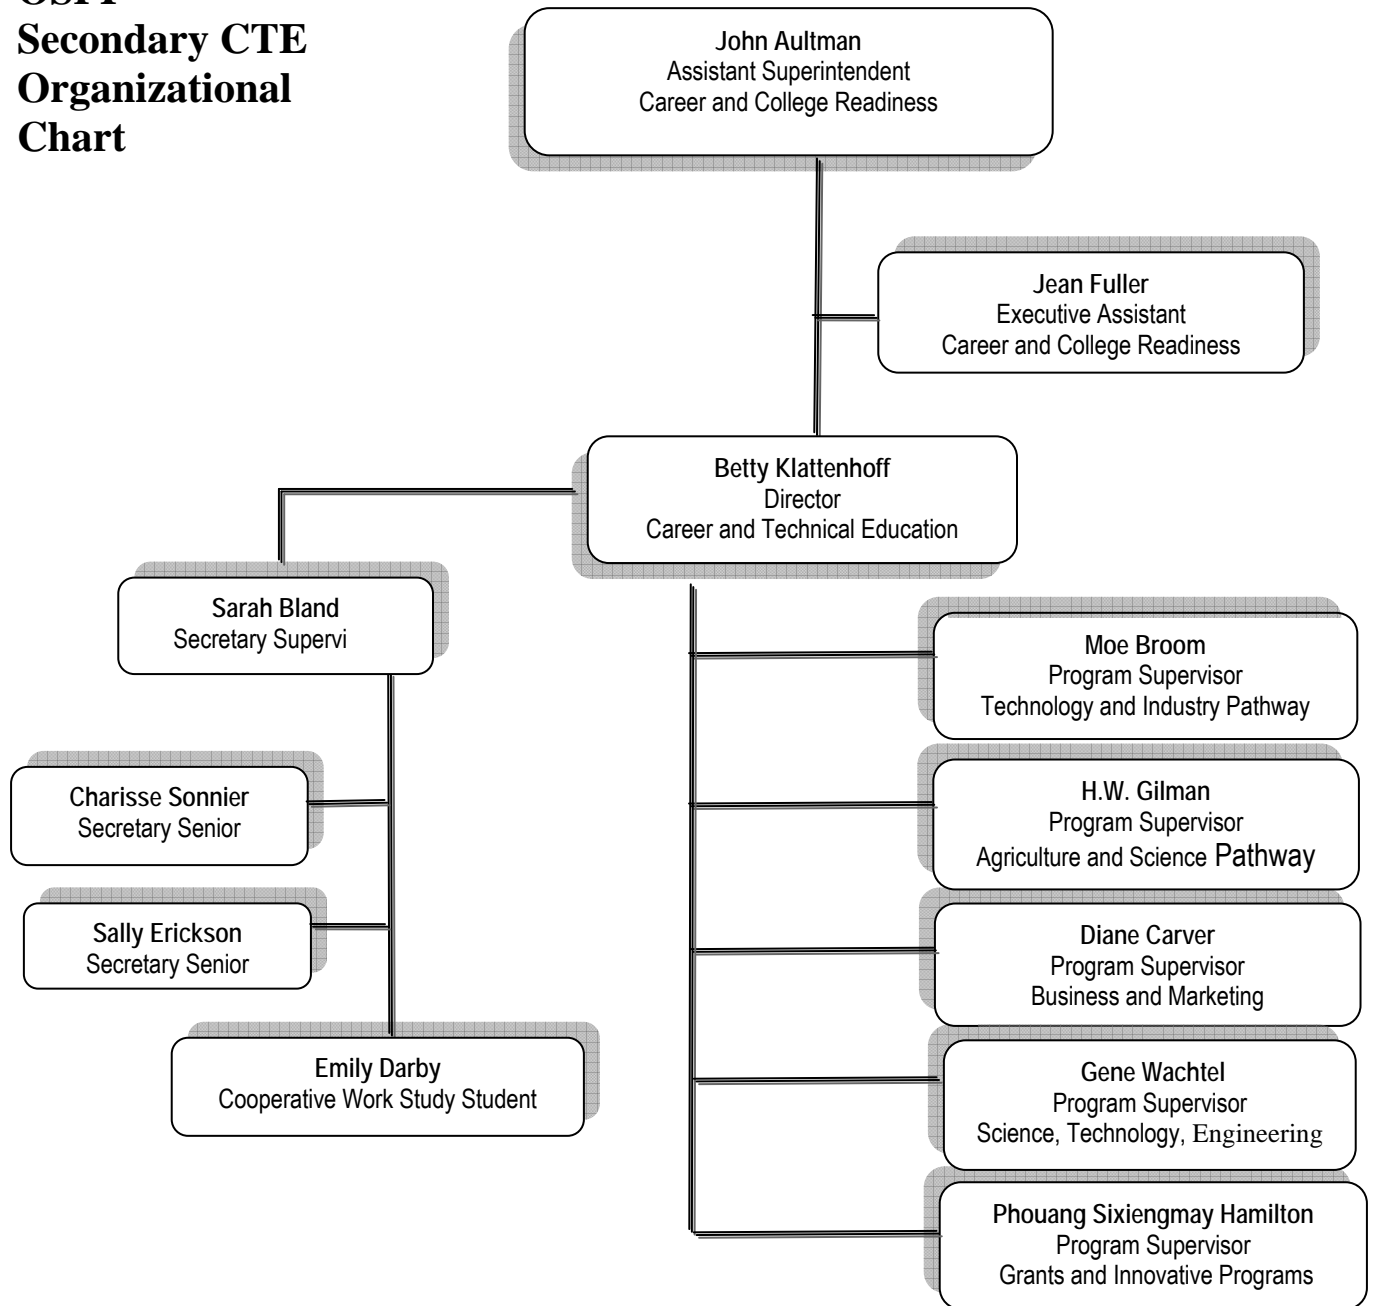 Secondary CTE
Organizational
Chart
John Aultman
Assistant Superintendent
Career and College Readiness
Jean Fuller
Executive Assistant
Career and College Readiness
Betty Klattenhoff
Director
Career and Technical Education
Sarah Bland
Secretary Supervi
Charisse Sonnier
Secretary Senior
Sally Erickson
Secretary Senior
Emily Darby
Cooperative Work Study Student
Moe Broom
Program Supervisor
Technology and Industry Pathway
H.W. Gilman
Program Supervisor
Agriculture and Science Pathway
Diane Carver
Program Supervisor
Business and Marketing
Gene Wachtel
Program Supervisor
Science, Technology, Engineering
Phouang Sixiengmay Hamilton
Program Supervisor
Grants and Innovative Programs